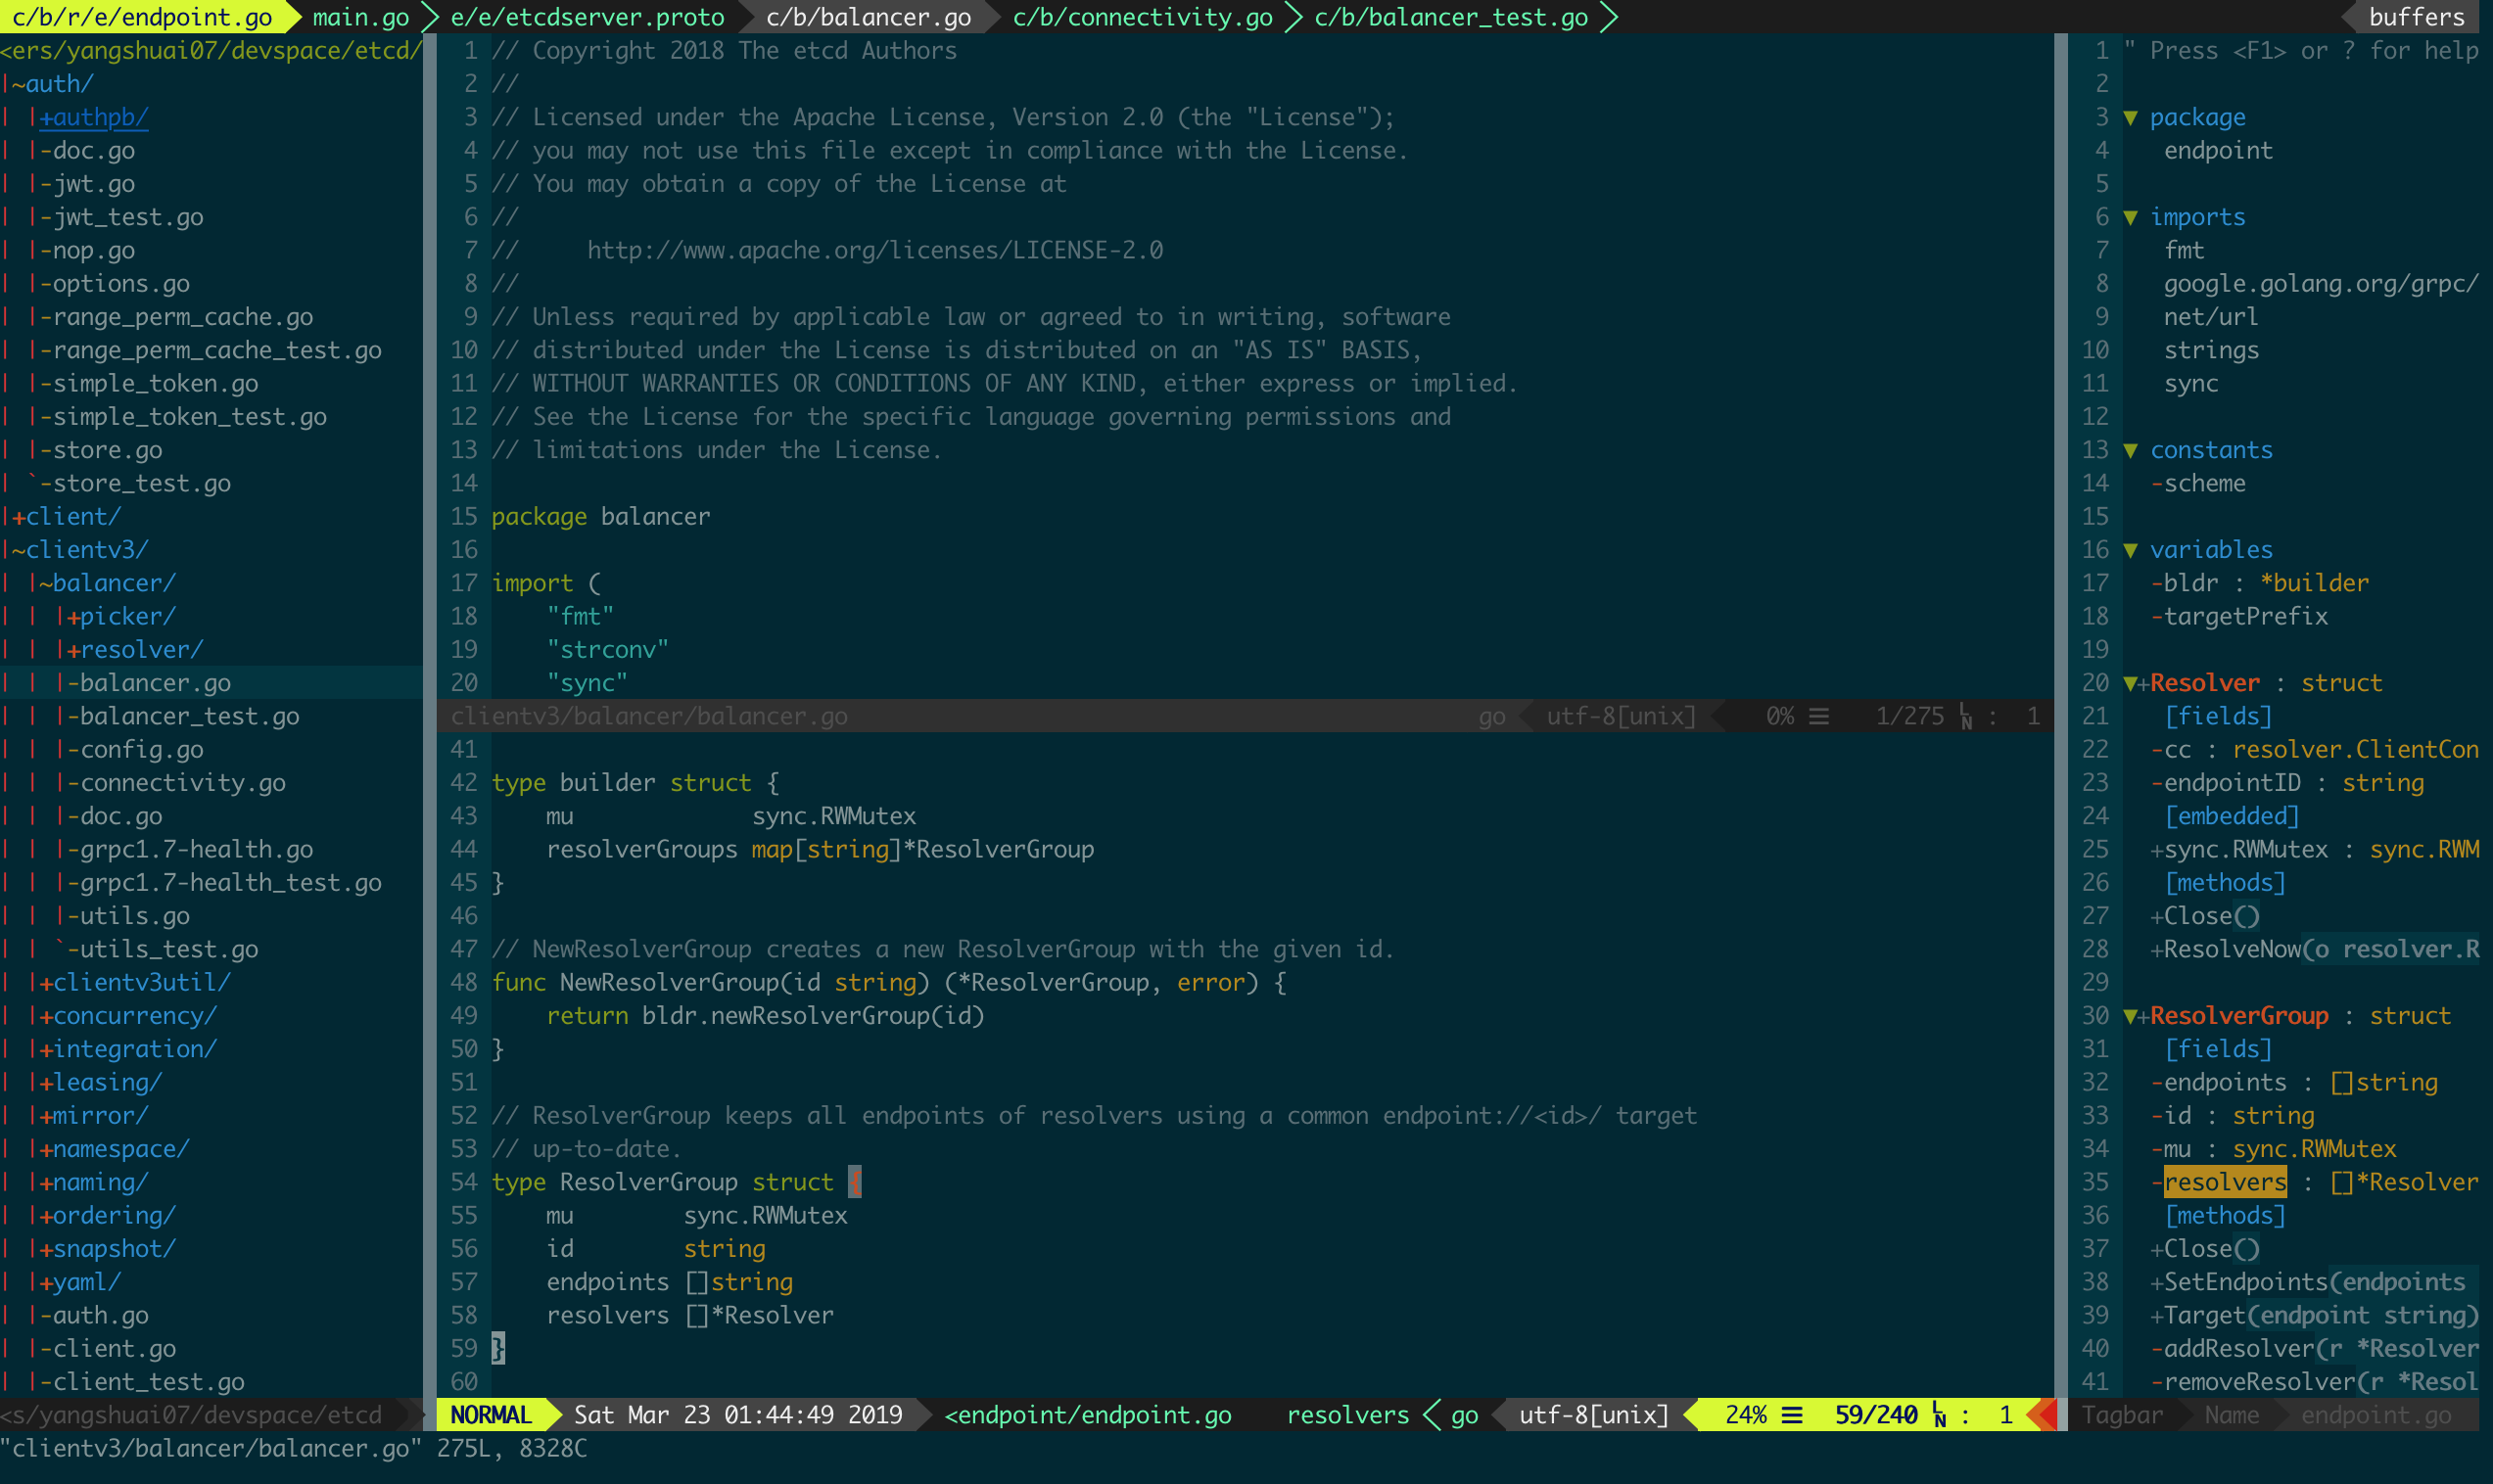 c/b/r/e/endpoint.go main.go e/e/etcdserver.proto c/b/balancer.go c/b/connectivity.go c/b/balancer_test.go buffers
<ers/yangshuai07/devspace/etcd/
|~auth/
| |+authpb/
| |-doc.go
| |-jwt.go
| |-jwt_test.go
| |-nop.go
| |-options.go
| |-range_perm_cache.go
| |-range_perm_cache_test.go
| |-simple_token.go
| |-simple_token_test.go
| |-store.go
| `-store_test.go
|+client/
|~clientv3/
| |~balancer/
| | |+picker/
| | |+resolver/
| | |-balancer.go
| | |-balancer_test.go
| | |-config.go
| | |-connectivity.go
| | |-doc.go
| | |-grpc1.7-health.go
| | |-grpc1.7-health_test.go
| | |-utils.go
| | `-utils_test.go
| |+clientv3util/
| |+concurrency/
| |+integration/
| |+leasing/
| |+mirror/
| |+namespace/
| |+naming/
| |+ordering/
| |+snapshot/
| |+yaml/
| |-auth.go
| |-client.go
| |-client_test.go
<s/yangshuai07/devspace/etcd
1 // Copyright 2018 The etcd Authors
2 //
3 // Licensed under the Apache License, Version 2.0 (the "License");
4 // you may not use this file except in compliance with the License.
5 // You may obtain a copy of the License at
6 //
7 //     http://www.apache.org/licenses/LICENSE-2.0
8 //
9 // Unless required by applicable law or agreed to in writing, software
10 // distributed under the License is distributed on an "AS IS" BASIS,
11 // WITHOUT WARRANTIES OR CONDITIONS OF ANY KIND, either express or implied.
12 // See the License for the specific language governing permissions and
13 // limitations under the License.
14
15 package balancer
16
17 import (
18     "fmt"
19     "strconv"
20     "sync"
clientv3/balancer/balancer.go go utf-8[unix] 0% ☰ 1/275 LN : 1
41
42 type builder struct {
43     mu             sync.RWMutex
44     resolverGroups map[string]*ResolverGroup
45 }
46
47 // NewResolverGroup creates a new ResolverGroup with the given id.
48 func NewResolverGroup(id string) (*ResolverGroup, error) {
49     return bldr.newResolverGroup(id)
50 }
51
52 // ResolverGroup keeps all endpoints of resolvers using a common endpoint://<id>/ target
53 // up-to-date.
54 type ResolverGroup struct {
55     mu        sync.RWMutex
56     id        string
57     endpoints []string
58     resolvers []*Resolver
59 }
60
NORMAL Sat Mar 23 01:44:49 2019 <endpoint/endpoint.go resolvers go utf-8[unix] 24% ☰ 59/240 LN : 1
1 " Press <F1> or ? for help
2
3 ▼ package
4    endpoint
5
6 ▼ imports
7    fmt
8    google.golang.org/grpc/
9    net/url
10    strings
11    sync
12
13 ▼ constants
14   -scheme
15
16 ▼ variables
17   -bldr : *builder
18   -targetPrefix
19
20 ▼+Resolver : struct
21    [fields]
22   -cc : resolver.ClientCon
23   -endpointID : string
24    [embedded]
25   +sync.RWMutex : sync.RWM
26    [methods]
27   +Close()
28   +ResolveNow(o resolver.R
29
30 ▼+ResolverGroup : struct
31    [fields]
32   -endpoints : []string
33   -id : string
34   -mu : sync.RWMutex
35   -resolvers : []*Resolver
36    [methods]
37   +Close()
38   +SetEndpoints(endpoints
39   +Target(endpoint string)
40   -addResolver(r *Resolver
41   -removeResolver(r *Resol
Tagbar Name endpoint.go
"clientv3/balancer/balancer.go" 275L, 8328C